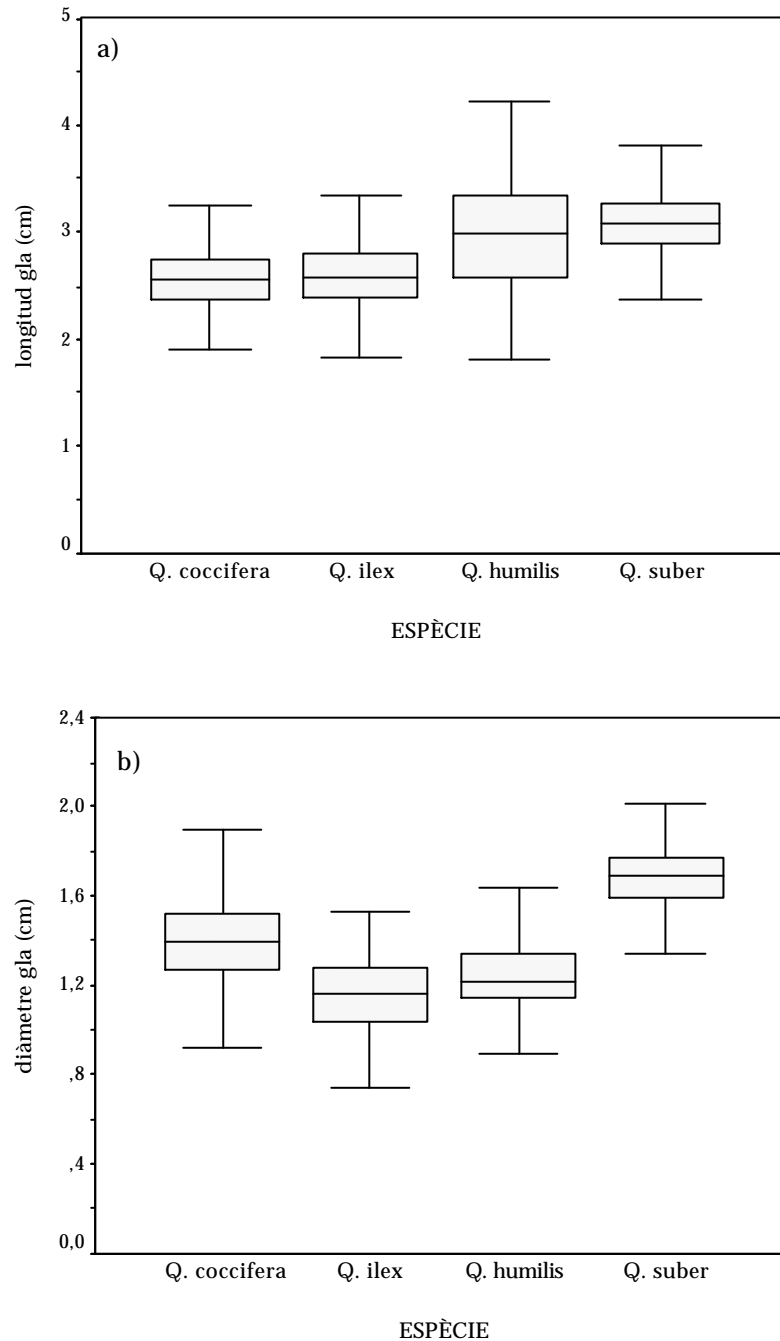 5
a)
4
3
2
1
0
longitud gla (cm)
Q. coccifera Q. ilex Q. humilis Q. suber
ESPÈCIE
2,4
b)
2,0
1,6
1,2
,8
,4
0,0
diàmetre gla (cm)
Q. coccifera Q. ilex Q. humilis Q. suber
ESPÈCIE